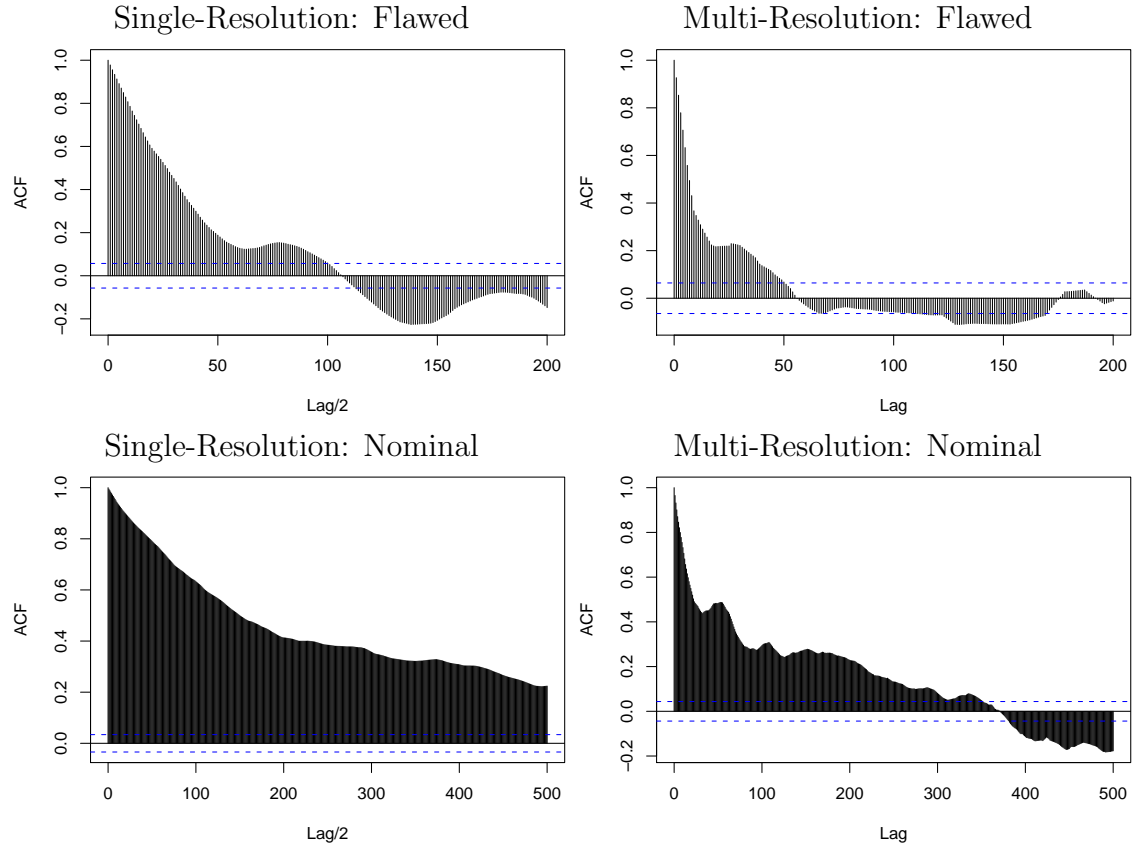 Single-Resolution: Flawed
ACF
1.0
0.8
0.6
0.4
0.2
0.0
−0.2
0 50 100 150 200
Lag/2
Multi-Resolution: Flawed
ACF
1.0
0.8
0.6
0.4
0.2
0.0
0 50 100 150 200
Lag
Single-Resolution: Nominal
ACF
1.0
0.8
0.6
0.4
0.2
0.0
0 100 200 300 400 500
Lag/2
Multi-Resolution: Nominal
ACF
1.0
0.8
0.6
0.4
0.2
0.0
−0.2
0 100 200 300 400 500
Lag